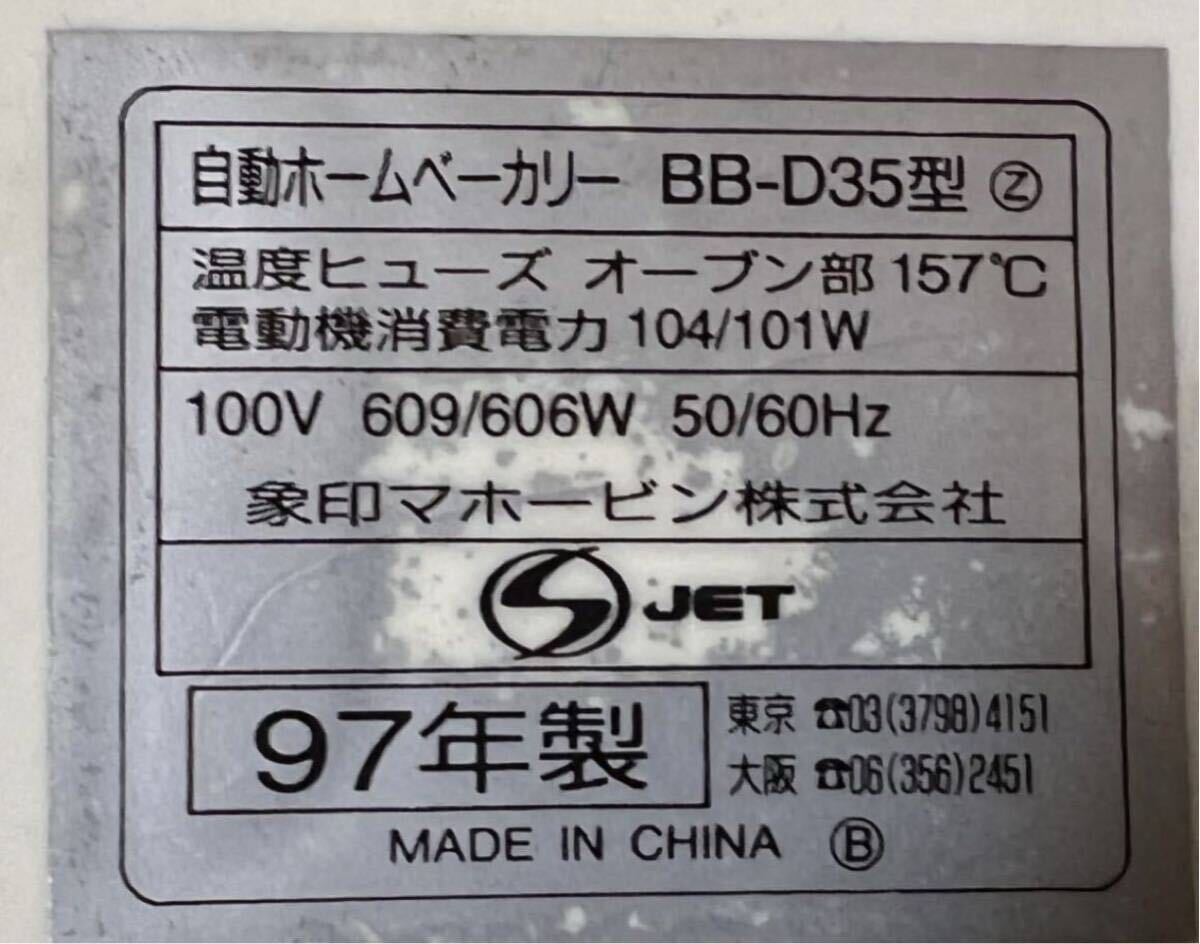 自動ホームベーカリー BB-D35型 Ⓩ
温度ヒューズ オーブン部 157℃
電動機消費電力 104/101W
100V 609/606W 50/60Hz
象印マホービン株式会社
JET
97年製
東京 ☎03(3798)4151
大阪 ☎06(356)2451
MADE IN CHINA Ⓑ